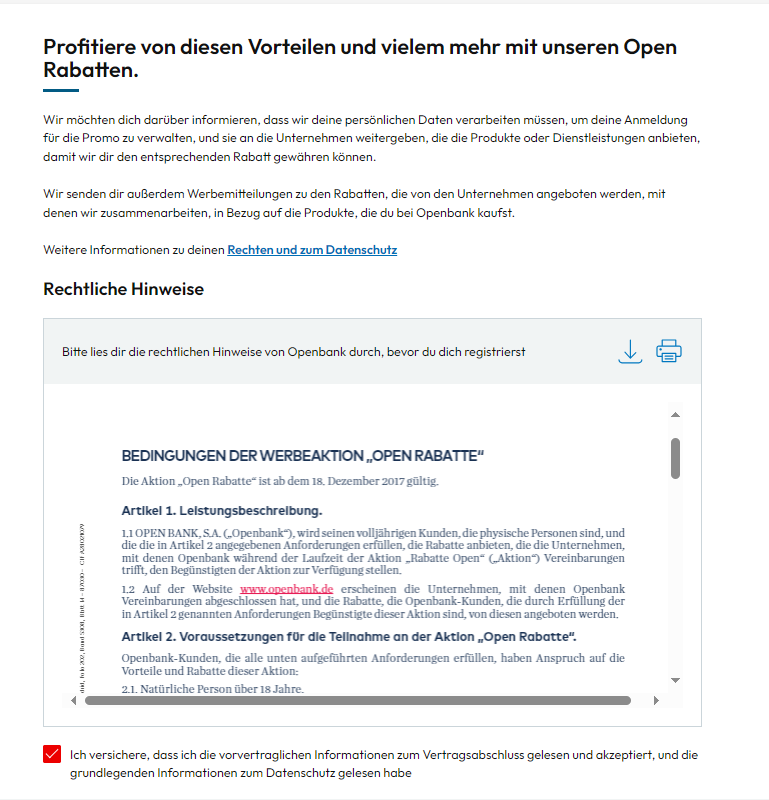 Profitiere von diesen Vorteilen und vielem mehr mit unseren Open
Rabatten.
Wir möchten dich darüber informieren, dass wir deine persönlichen Daten verarbeiten müssen, um deine Anmeldung
für die Promo zu verwalten, und sie an die Unternehmen weitergeben, die die Produkte oder Dienstleistungen anbieten,
damit wir dir den entsprechenden Rabatt gewähren können.
Wir senden dir außerdem Werbemitteilungen zu den Rabatten, die von den Unternehmen angeboten werden, mit
denen wir zusammenarbeiten, in Bezug auf die Produkte, die du bei Openbank kaufst.
Weitere Informationen zu deinen Rechten und zum Datenschutz
Rechtliche Hinweise
Bitte lies dir die rechtlichen Hinweise von Openbank durch, bevor du dich registrierst
BEDINGUNGEN DER WERBEAKTION „OPEN RABATTE“
Die Aktion „Open Rabatte“ ist ab dem 18. Dezember 2017 gültig.
Artikel 1. Leistungsbeschreibung.
1.1 OPEN BANK, S.A. („Openbank“), wird seinen volljährigen Kunden, die physische Personen sind, und
die die in Artikel 2 angegebenen Anforderungen erfüllen, die Rabatte anbieten, die die Unternehmen,
mit denen Openbank während der Laufzeit der Aktion „Rabatte Open“ („Aktion“) Vereinbarungen
trifft, den Begünstigten der Aktion zur Verfügung stellen.
1.2 Auf der Website www.openbank.de erscheinen die Unternehmen, mit denen Openbank
Vereinbarungen abgeschlossen hat, und die Rabatte, die Openbank-Kunden, die durch Erfüllung der
in Artikel 2 genannten Anforderungen Begünstigte dieser Aktion sind, von diesen angeboten werden.
Artikel 2. Voraussetzungen für die Teilnahme an der Aktion „Open Rabatte“.
Openbank-Kunden, die alle unten aufgeführten Anforderungen erfüllen, haben Anspruch auf die
Vorteile und Rabatte dieser Aktion:
2.1. Natürliche Person über 18 Jahre.
Ich versichere, dass ich die vorvertraglichen Informationen zum Vertragsabschluss gelesen und akzeptiert, und die
grundlegenden Informationen zum Datenschutz gelesen habe